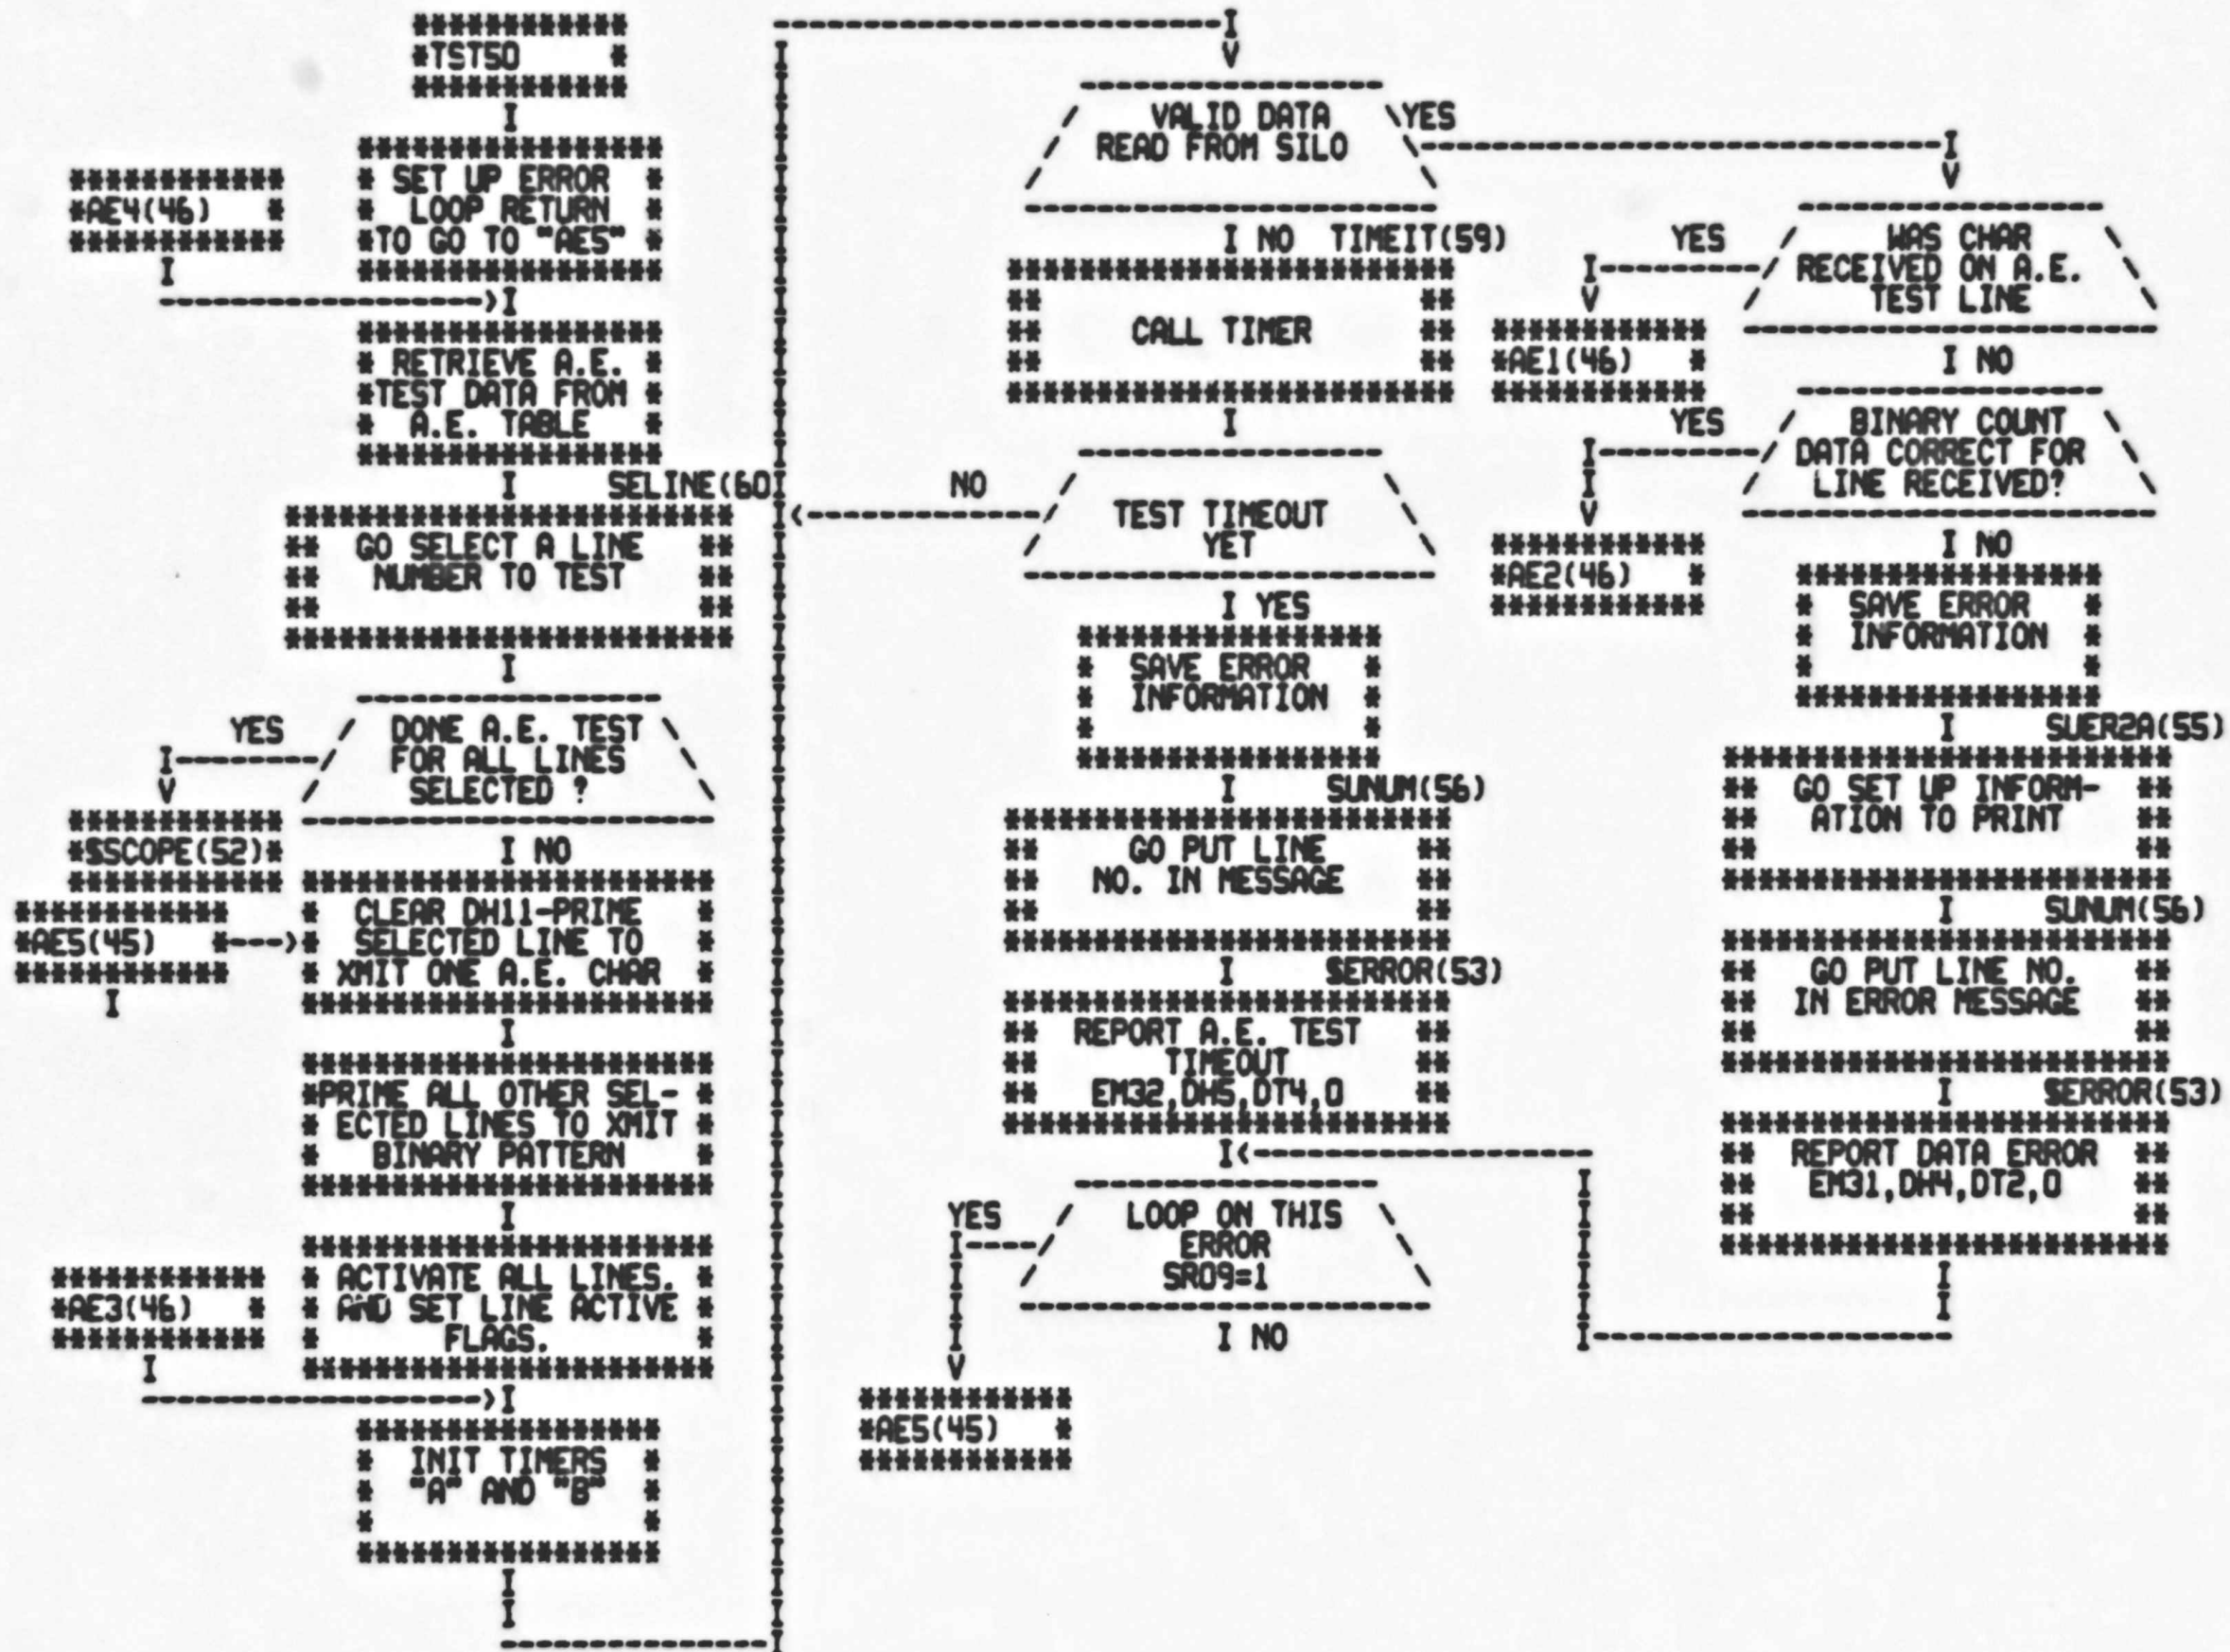 TST50
SET UP ERROR
LOOP RETURN
TO GO TO "AE5"
AE4(46)
RETRIEVE A.E.
TEST DATA FROM
A.E. TABLE
SELINE(60
GO SELECT A LINE
NUMBER TO TEST
DONE A.E. TEST
FOR ALL LINES
SELECTED ?
YES
$SCOPE(52)
I NO
AE5(45)
CLEAR DH11-PRIME
SELECTED LINE TO
XMIT ONE A.E. CHAR
PRIME ALL OTHER SEL-
ECTED LINES TO XMIT
BINARY PATTERN
ACTIVATE ALL LINES.
AND SET LINE ACTIVE
FLAGS.
AE3(46)
INIT TIMERS
"A" AND "B"
VALID DATA
READ FROM SILO
YES
I NO TIMEIT(59)
CALL TIMER
TEST TIMEOUT
YET
NO
I YES
SAVE ERROR
INFORMATION
SUNUM(56)
GO PUT LINE
NO. IN MESSAGE
$ERROR(53)
REPORT A.E. TEST
TIMEOUT
EM32,DH5,DT4,0
LOOP ON THIS
ERROR
SR09=1
YES
I NO
AE5(45)
WAS CHAR
RECEIVED ON A.E.
TEST LINE
YES
AE1(46)
I NO
BINARY COUNT
DATA CORRECT FOR
LINE RECEIVED?
YES
AE2(46)
I NO
SAVE ERROR
INFORMATION
SUER2A(55)
GO SET UP INFORM-
ATION TO PRINT
SUNUM(56)
GO PUT LINE NO.
IN ERROR MESSAGE
$ERROR(53)
REPORT DATA ERROR
EM31,DH4,DT2,0